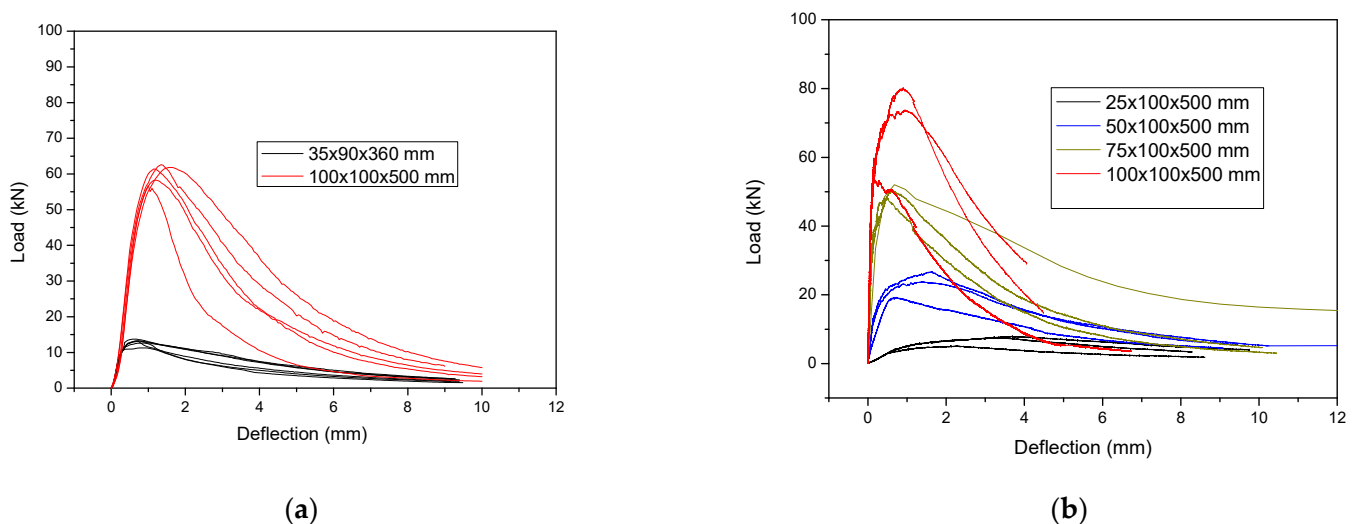 100
90
80
70
60
50
40
30
20
10
0
Load (kN)
35x90x360 mm
100x100x500 mm
0 2 4 6 8 10 12
Deflection (mm)
(a)
100
80
60
40
20
0
Load (kN)
25x100x500 mm
50x100x500 mm
75x100x500 mm
100x100x500 mm
0 2 4 6 8 10 12
Deflection (mm)
(b)